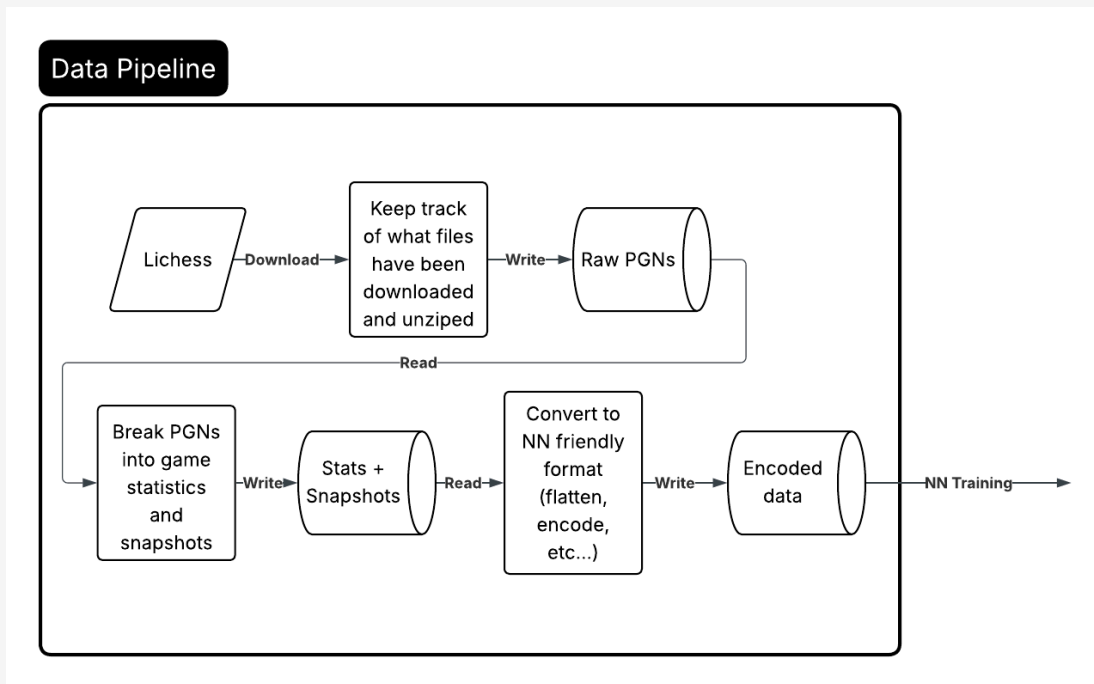 Data Pipeline
Lichess
Download
Keep track
of what files
have been
downloaded
and unziped
Write
Raw PGNs
Read
Break PGNs
into game
statistics
and
snapshots
Write
Stats +
Snapshots
Read
Convert to
NN friendly
format
(flatten,
encode,
etc...)
Write
Encoded
data
NN Training